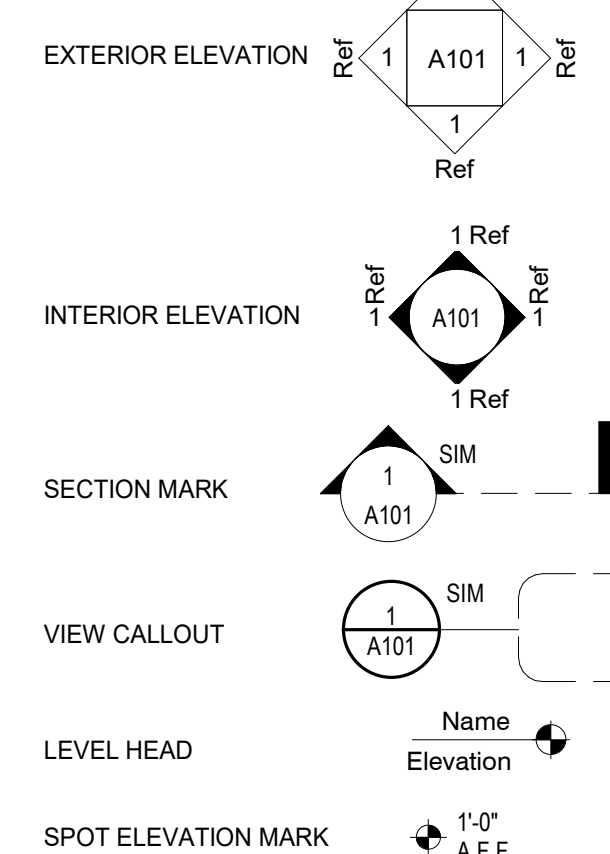 EXTERIOR ELEVATION
Ref
1
A101
1
Ref
1
Ref
1 Ref
Ref
1
INTERIOR ELEVATION
A101
Ref
1
1 Ref
SECTION MARK
1
A101
SIM
VIEW CALLOUT
1
A101
SIM
LEVEL HEAD
Name
Elevation
SPOT ELEVATION MARK
1'-0"
A.F.F.